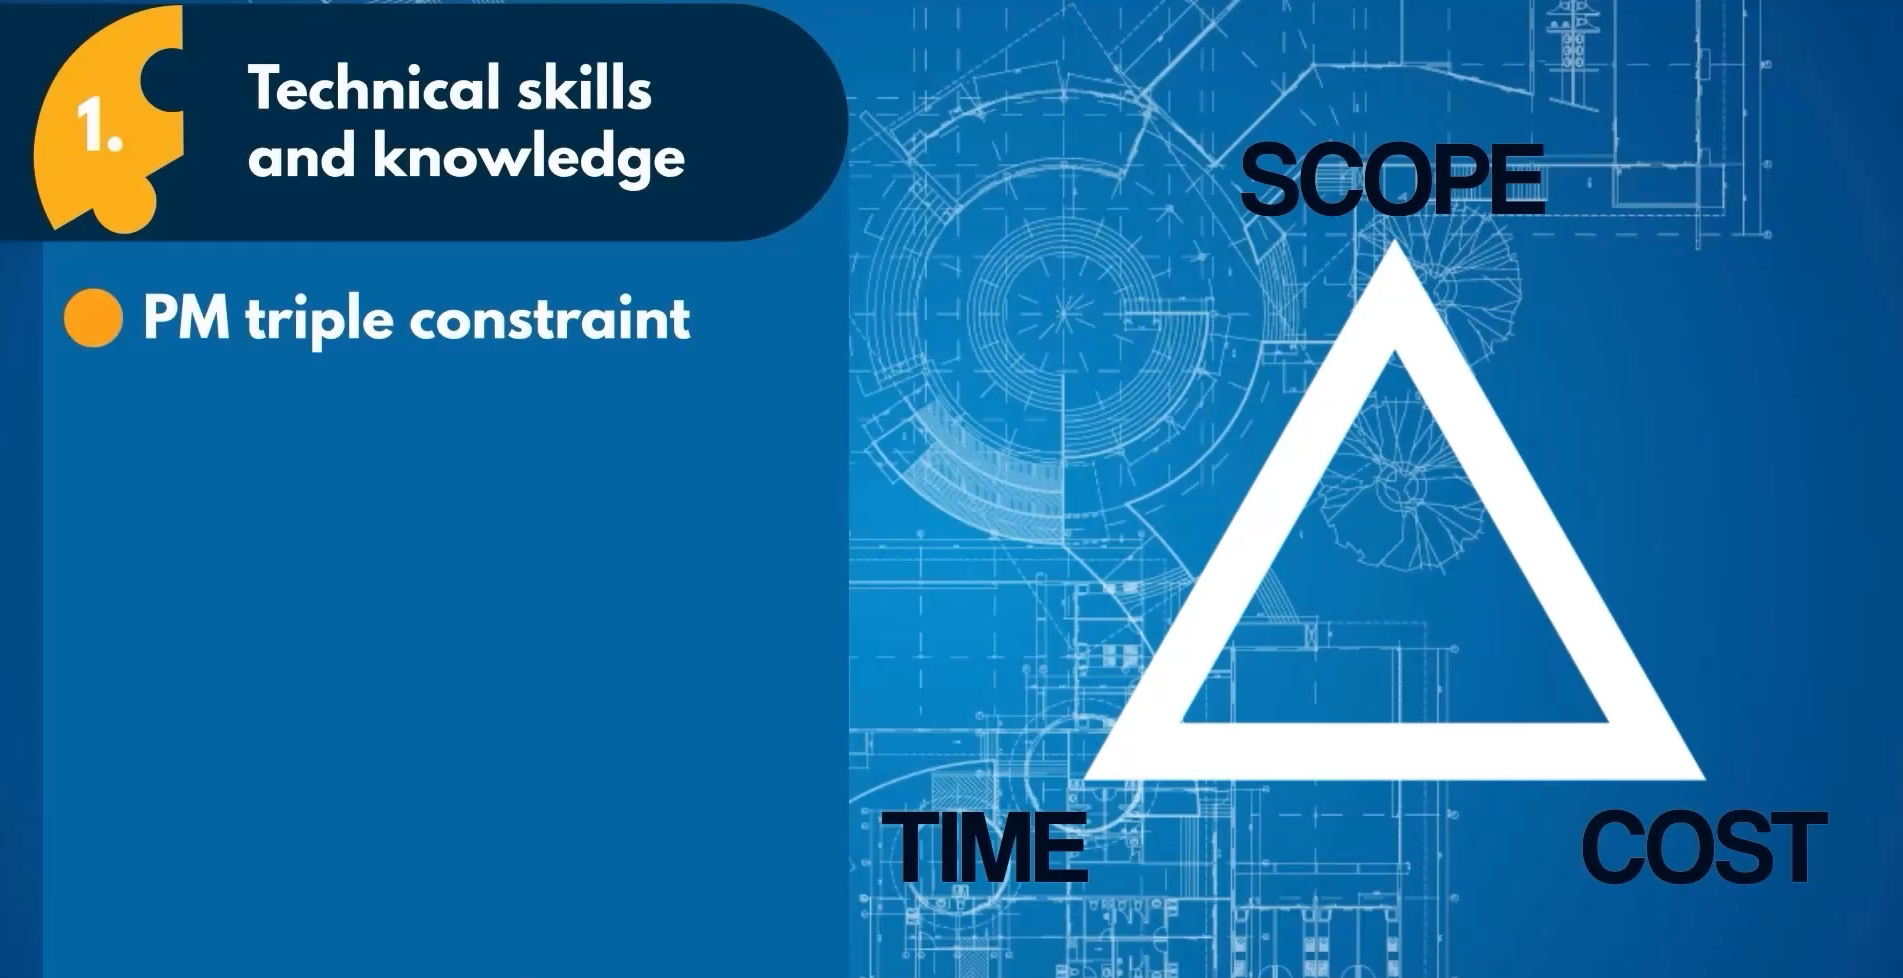 1.
Technical skills
and knowledge
PM triple constraint
SCOPE
TIME
COST